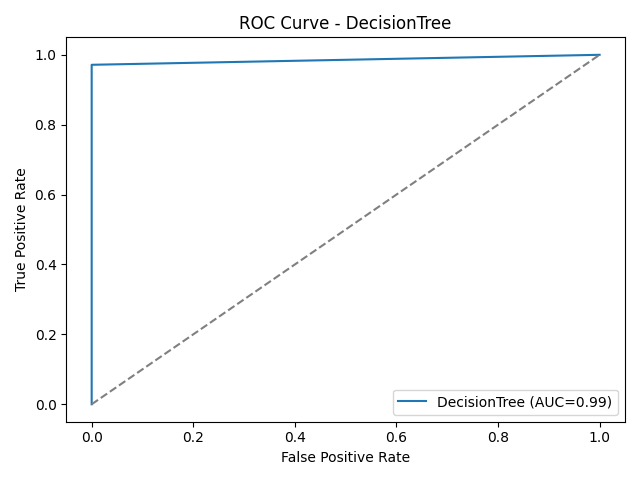 ROC Curve - DecisionTree
True Positive Rate
1.0
0.8
0.6
0.4
0.2
0.0
DecisionTree (AUC=0.99)
0.0 0.2 0.4 0.6 0.8 1.0
False Positive Rate